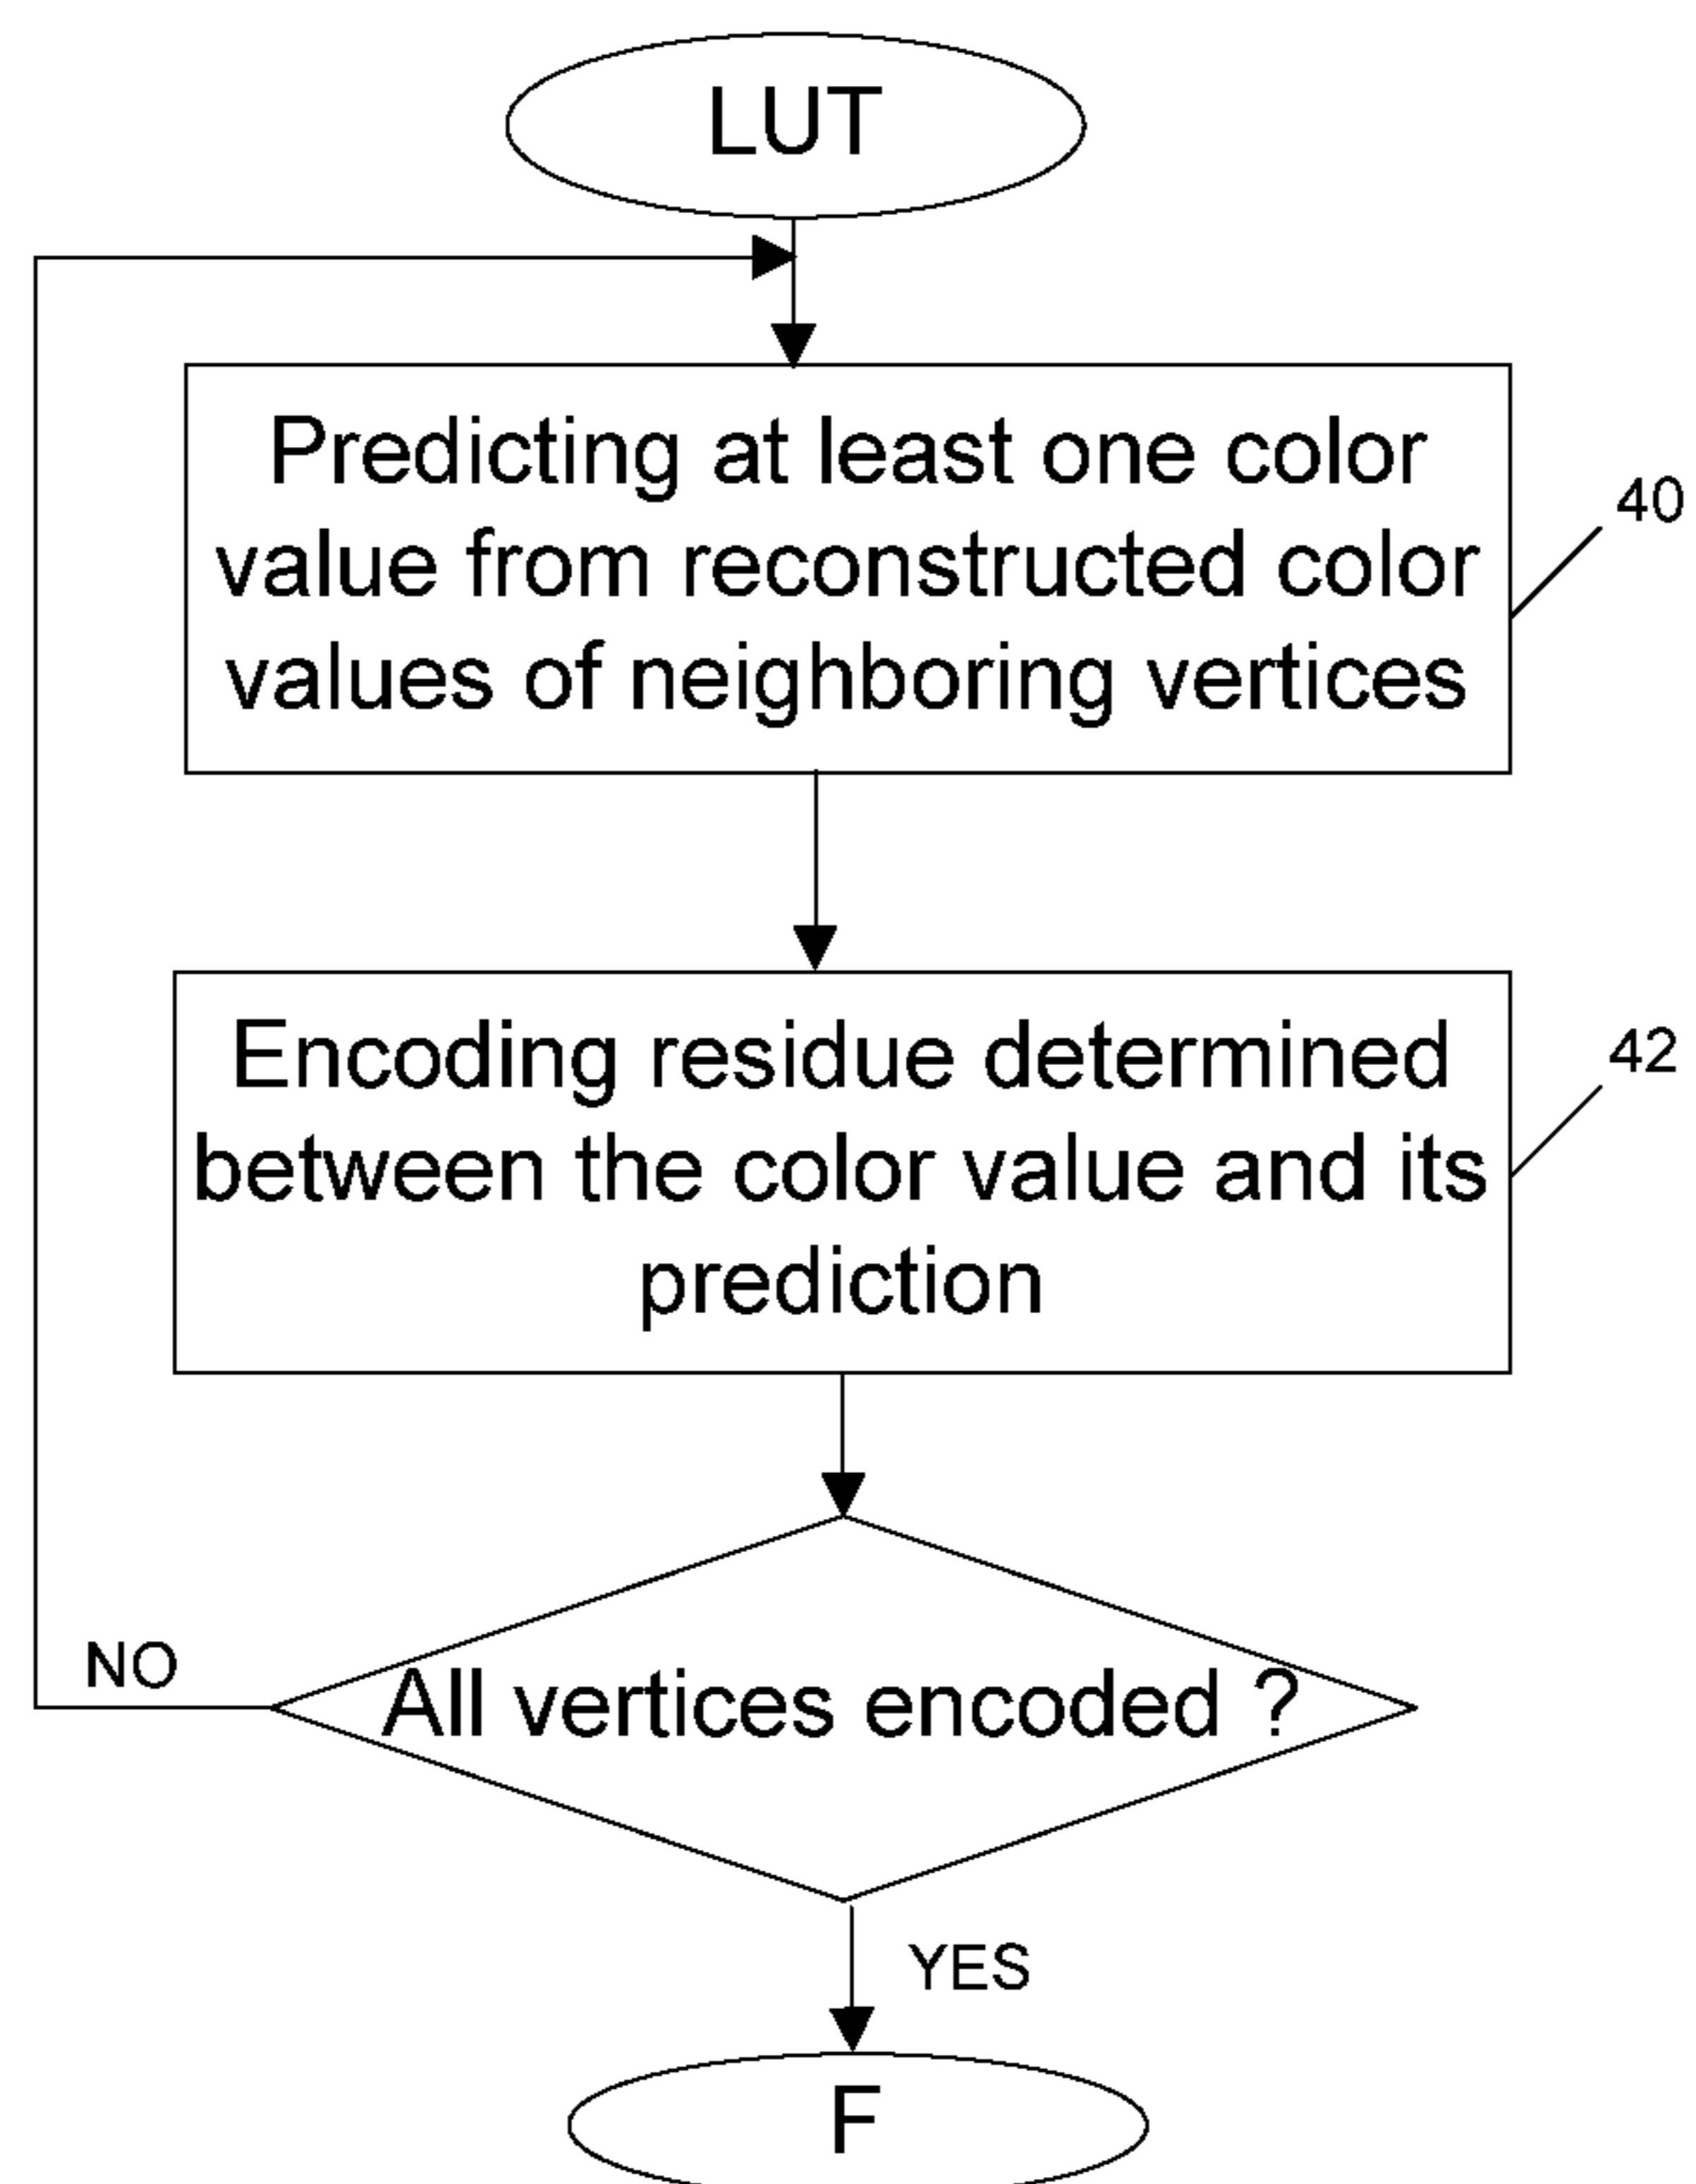 LUT
Predicting at least one color
value from reconstructed color
values of neighboring vertices
40
Encoding residue determined
between the color value and its
prediction
42
All vertices encoded ?
NO
YES
F